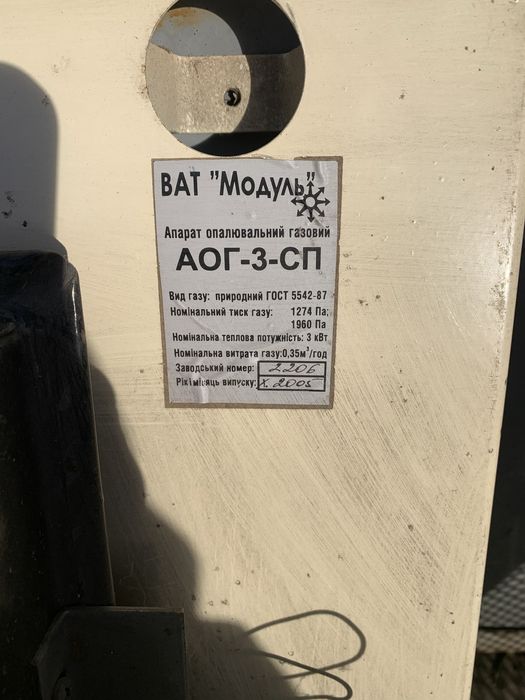 ВАТ "Модуль"
Апарат опалювальний газовий
АОГ-3-СП
Вид газу: природний ГОСТ 5542-87
Номінальний тиск газу: 1274 Па;
1960 Па
Номінальна теплова потужність: 3 кВт
Номінальна витрата газу:0,35м³/год
Заводський номер: 2206
Рік і місяць випуску: X. 2005